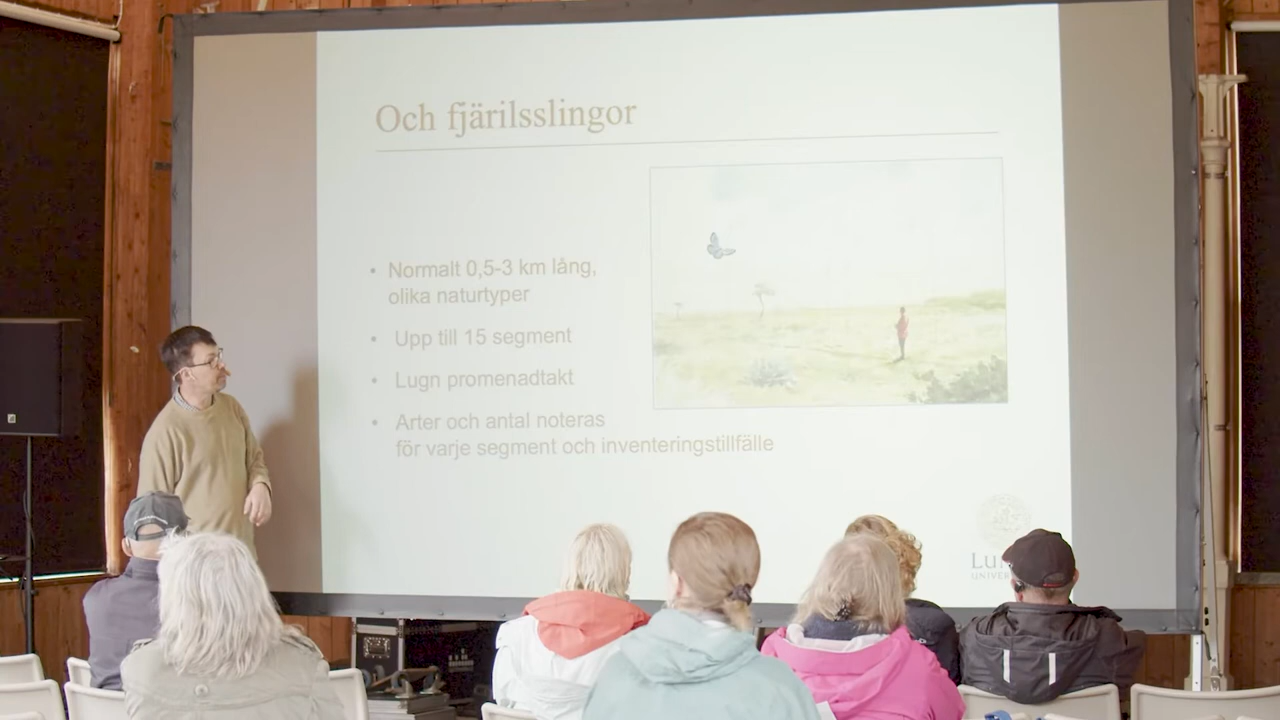 Och fjärilsslingor
• Normalt 0,5-3 km lång,
olika naturtyper
• Upp till 15 segment
• Lugn promenadtakt
• Arter och antal noteras
för varje segment och inventeringstillfälle